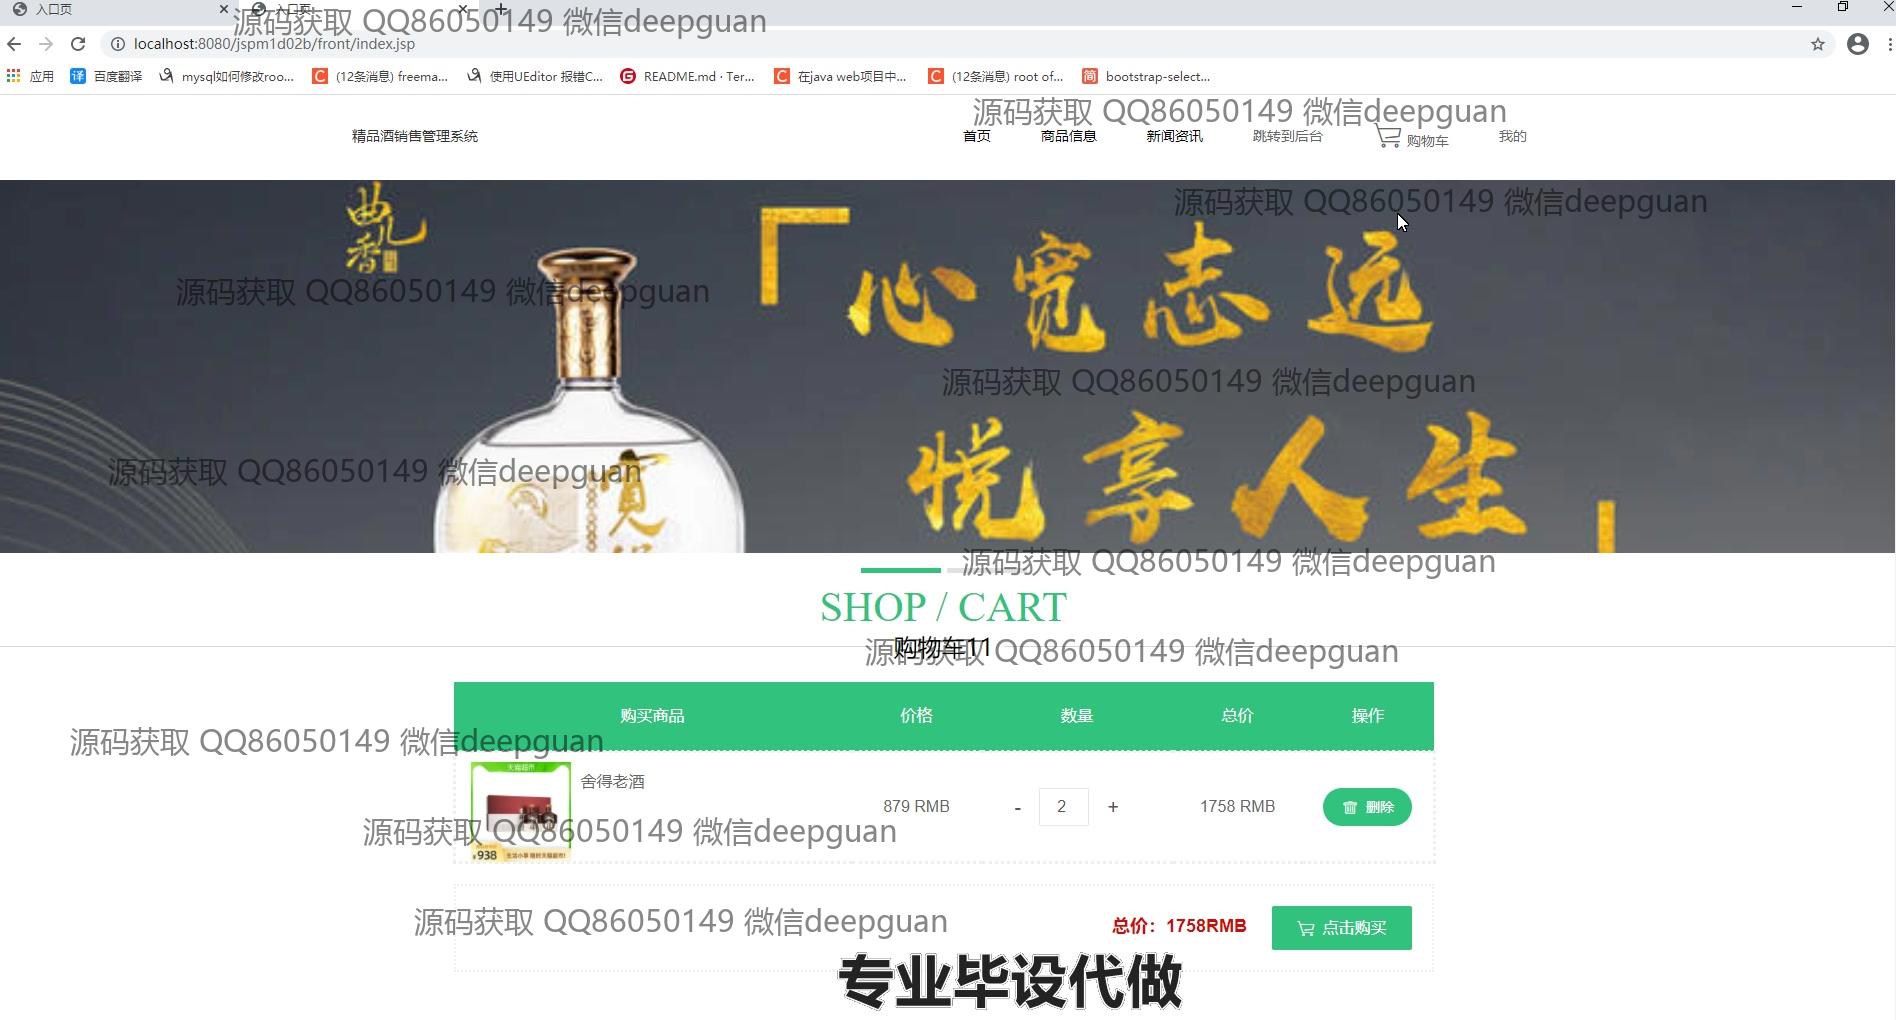 入口页
入口页
源码获取 QQ86050149 微信deepguan
localhost:8080/jspm1d02b/front/index.jsp
应用
百度翻译
mysql如何修改roo...
(12条消息) freema...
使用UEditor 报错C...
README.md · Ter...
在java web项目中...
(12条消息) root of...
bootstrap-select...
源码获取 QQ86050149 微信deepguan
精品酒销售管理系统
首页
商品信息
新闻资讯
跳转到后台
购物车
我的
源码获取 QQ86050149 微信deepguan
「心宽志远
源码获取 QQ86050149 微信deepguan
源码获取 QQ86050149 微信deepguan
悦享人生」
源码获取 QQ86050149 微信deepguan
源码获取 QQ86050149 微信deepguan
SHOP / CART
购物车11
源码获取 QQ86050149 微信deepguan
购买商品
价格
数量
总价
操作
源码获取 QQ86050149 微信deepguan
天猫超市
938
舍得老酒
879 RMB
- 2 +
1758 RMB
删除
源码获取 QQ86050149 微信deepguan
源码获取 QQ86050149 微信deepguan
总价：1758RMB
点击购买
专业毕设代做